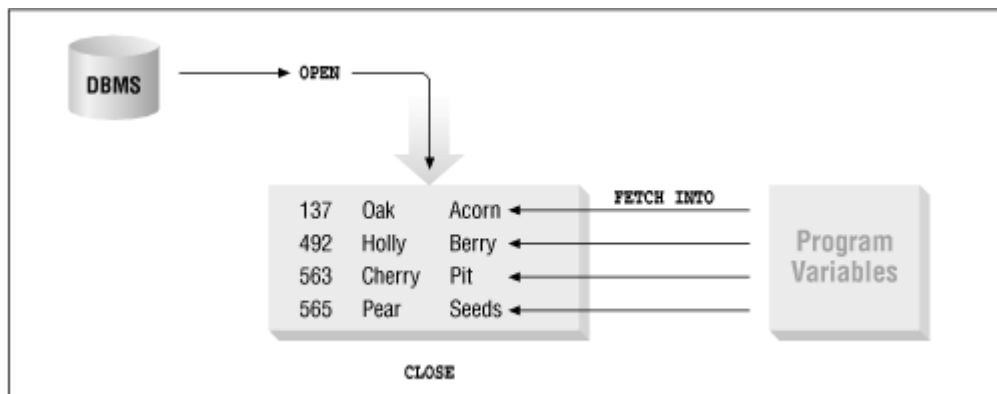 DBMS
OPEN
FETCH INTO
137 Oak Acorn
492 Holly Berry
563 Cherry Pit
565 Pear Seeds
Program
Variables
CLOSE